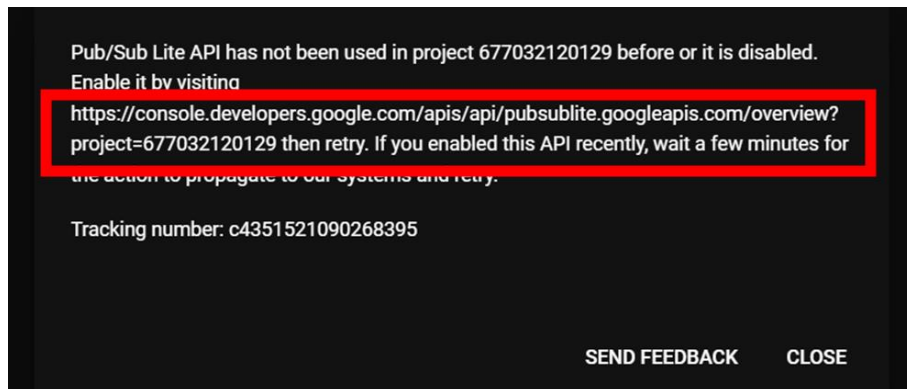 Pub/Sub Lite API has not been used in project 677032120129 before or it is disabled.
Enable it by visiting
https://console.developers.google.com/apis/api/pubsublite.googleapis.com/overview?
project=677032120129 then retry. If you enabled this API recently, wait a few minutes for
the action to propagate to our systems and retry.
Tracking number: c4351521090268395
SEND FEEDBACK CLOSE